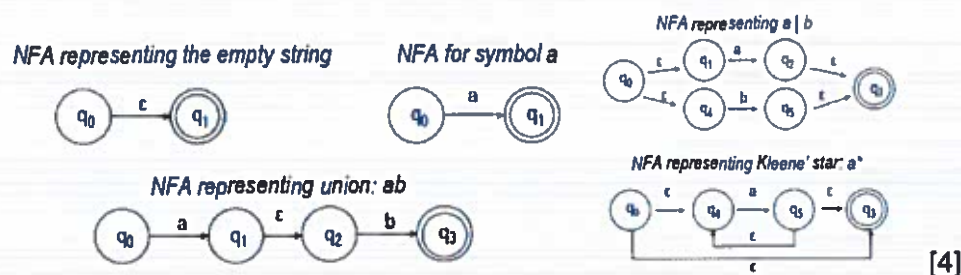 NFA representing a | b
NFA representing the empty string
NFA for symbol a
q0 ε q1
q0 a q1
q0 ε q1 a q2 ε q3
ε q4 b q5 ε
NFA representing union: ab
q0 a q1 ε q2 b q3
NFA representing Kleene' star: a*
ε q4 a q5 ε q3
ε
ε
[4]